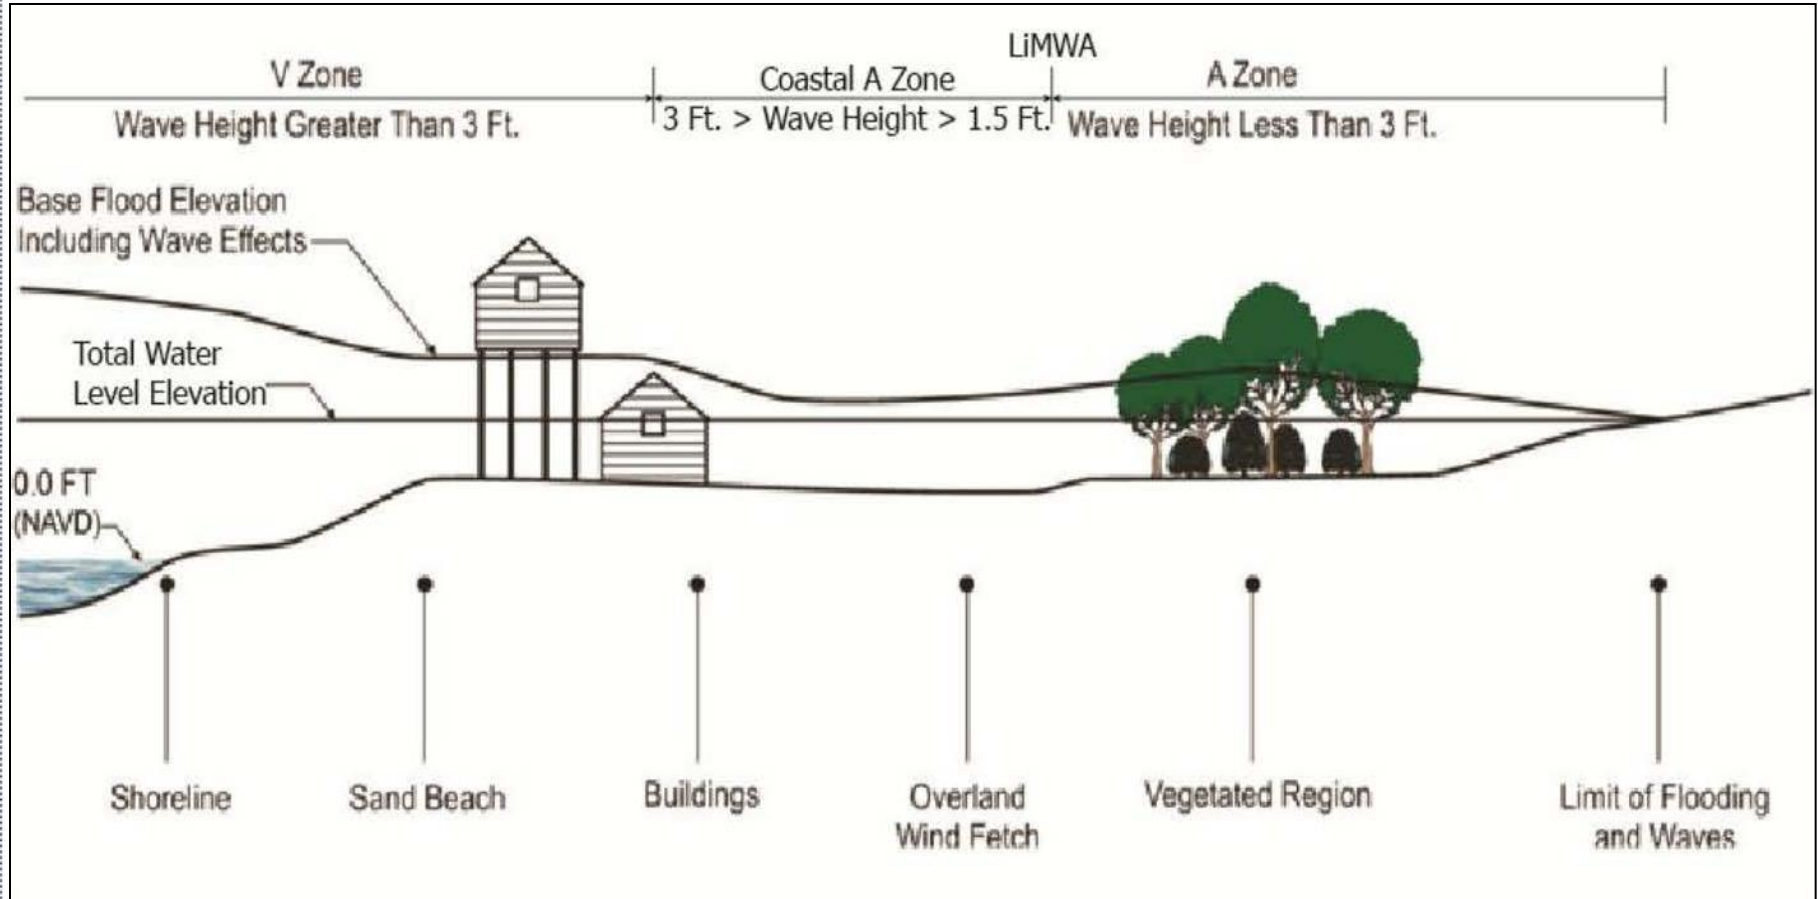 LiMWA
V Zone
Coastal A Zone
A Zone
Wave Height Greater Than 3 Ft.
3 Ft. > Wave Height > 1.5 Ft.
Wave Height Less Than 3 Ft.
Base Flood Elevation
Including Wave Effects
Total Water
Level Elevation
0.0 FT
(NAVD)
Shoreline
Sand Beach
Buildings
Overland
Wind Fetch
Vegetated Region
Limit of Flooding
and Waves